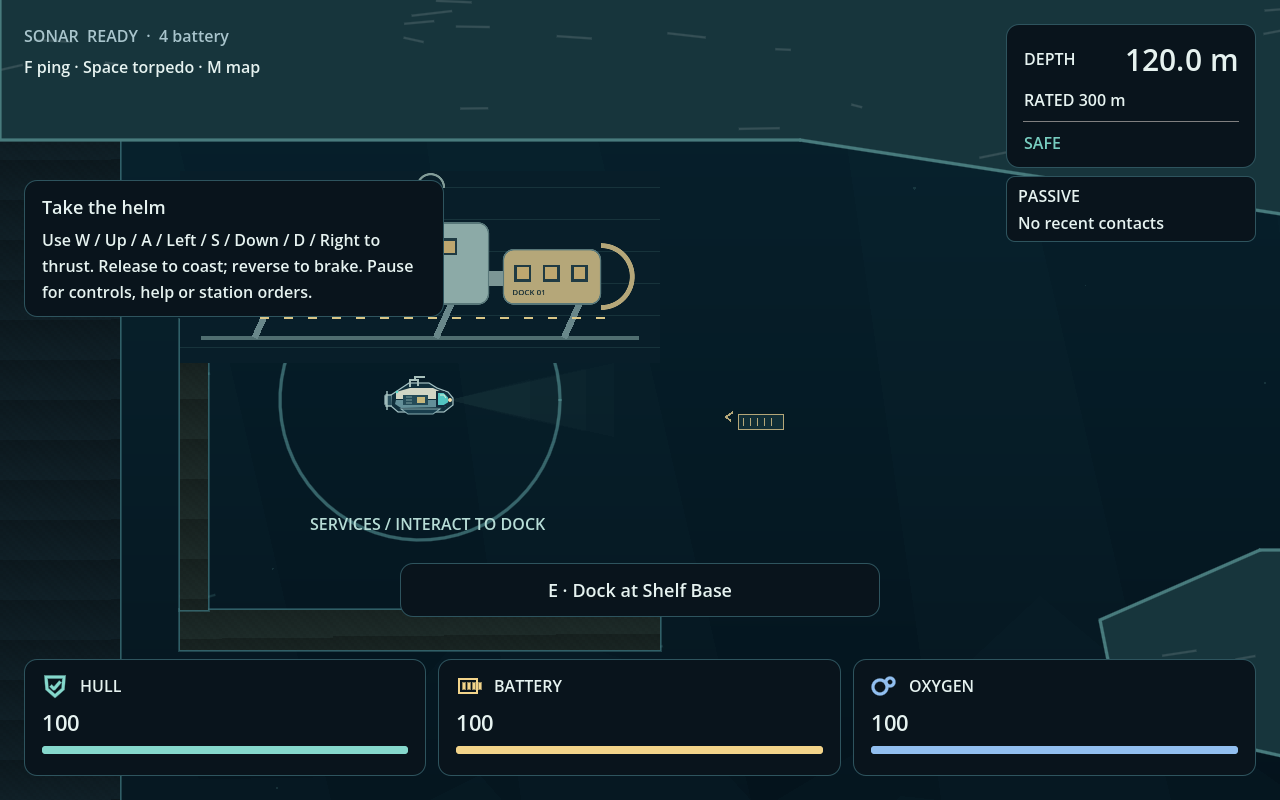 SONAR READY · 4 battery
F ping · Space torpedo · M map
DEPTH 120.0 m
RATED 300 m
SAFE
PASSIVE
No recent contacts
Take the helm
Use W / Up / A / Left / S / Down / D / Right to
thrust. Release to coast; reverse to brake. Pause
for controls, help or station orders.
DOCK 01
SERVICES / INTERACT TO DOCK
E · Dock at Shelf Base
HULL
100
BATTERY
100
OXYGEN
100